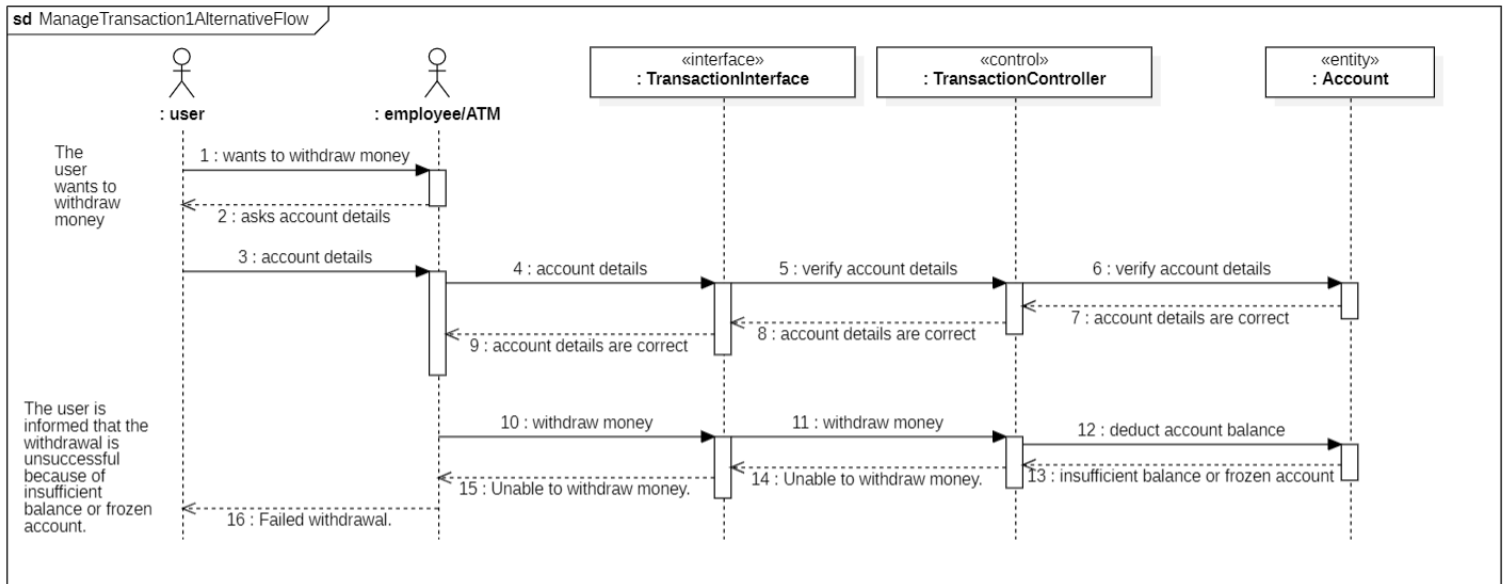 sd ManageTransaction1AlternativeFlow
«interface»
: TransactionInterface
«control»
: TransactionController
«entity»
: Account
: user
: employee/ATM
The
user
wants to
withdraw
money
1 : wants to withdraw money
2 : asks account details
3 : account details
4 : account details
5 : verify account details
6 : verify account details
7 : account details are correct
8 : account details are correct
9 : account details are correct
The user is
informed that the
withdrawal is
unsuccessful
because of
insufficient
balance or frozen
account.
10 : withdraw money
11 : withdraw money
12 : deduct account balance
13 : insufficient balance or frozen account
14 : Unable to withdraw money.
15 : Unable to withdraw money.
16 : Failed withdrawal.